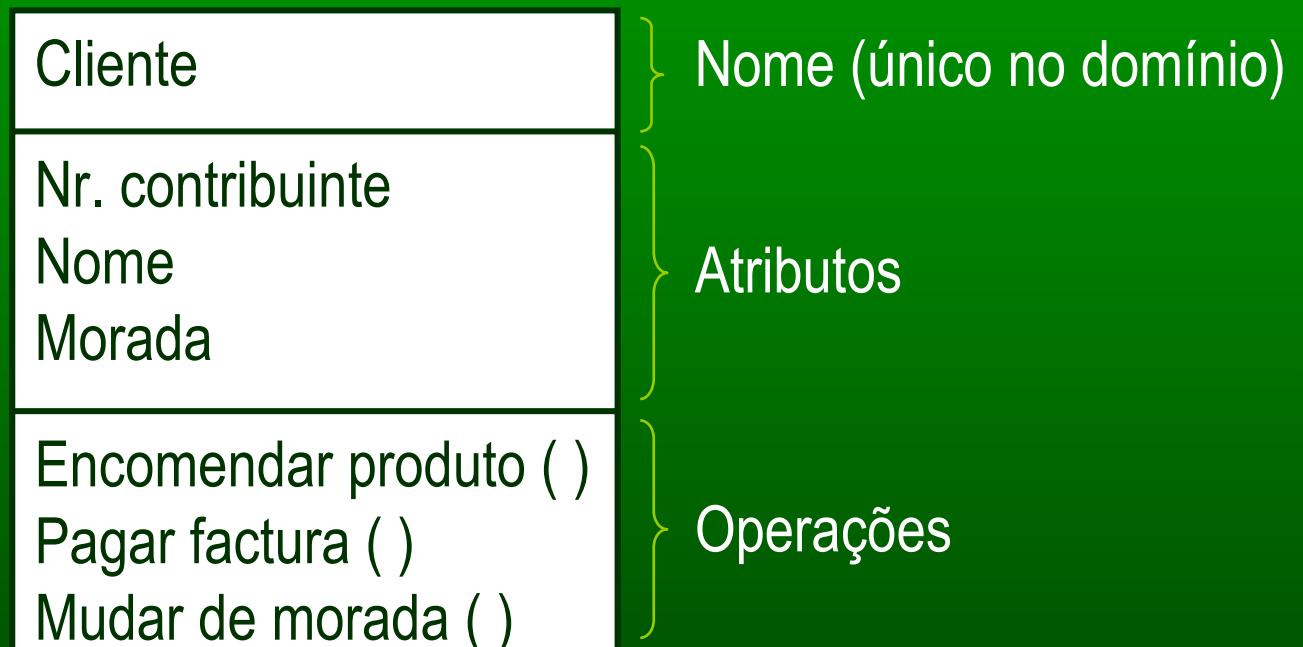 Cliente
Nome (único no domínio)
Nr. contribuinte
Nome
Morada
Atributos
Encomendar produto ( )
Pagar factura ( )
Mudar de morada ( )
Operações